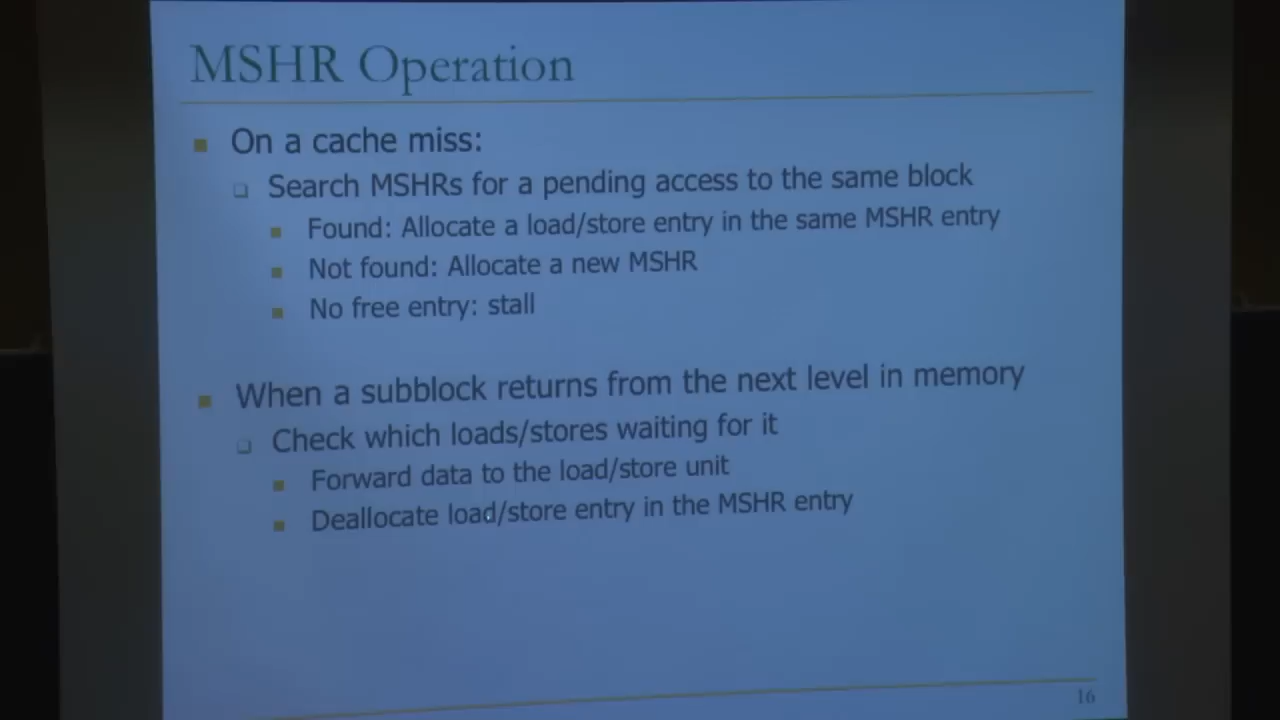 MSHR Operation
On a cache miss:
Search MSHRs for a pending access to the same block
Found: Allocate a load/store entry in the same MSHR entry
Not found: Allocate a new MSHR
No free entry: stall
When a subblock returns from the next level in memory
Check which loads/stores waiting for it
Forward data to the load/store unit
Deallocate load/store entry in the MSHR entry
16